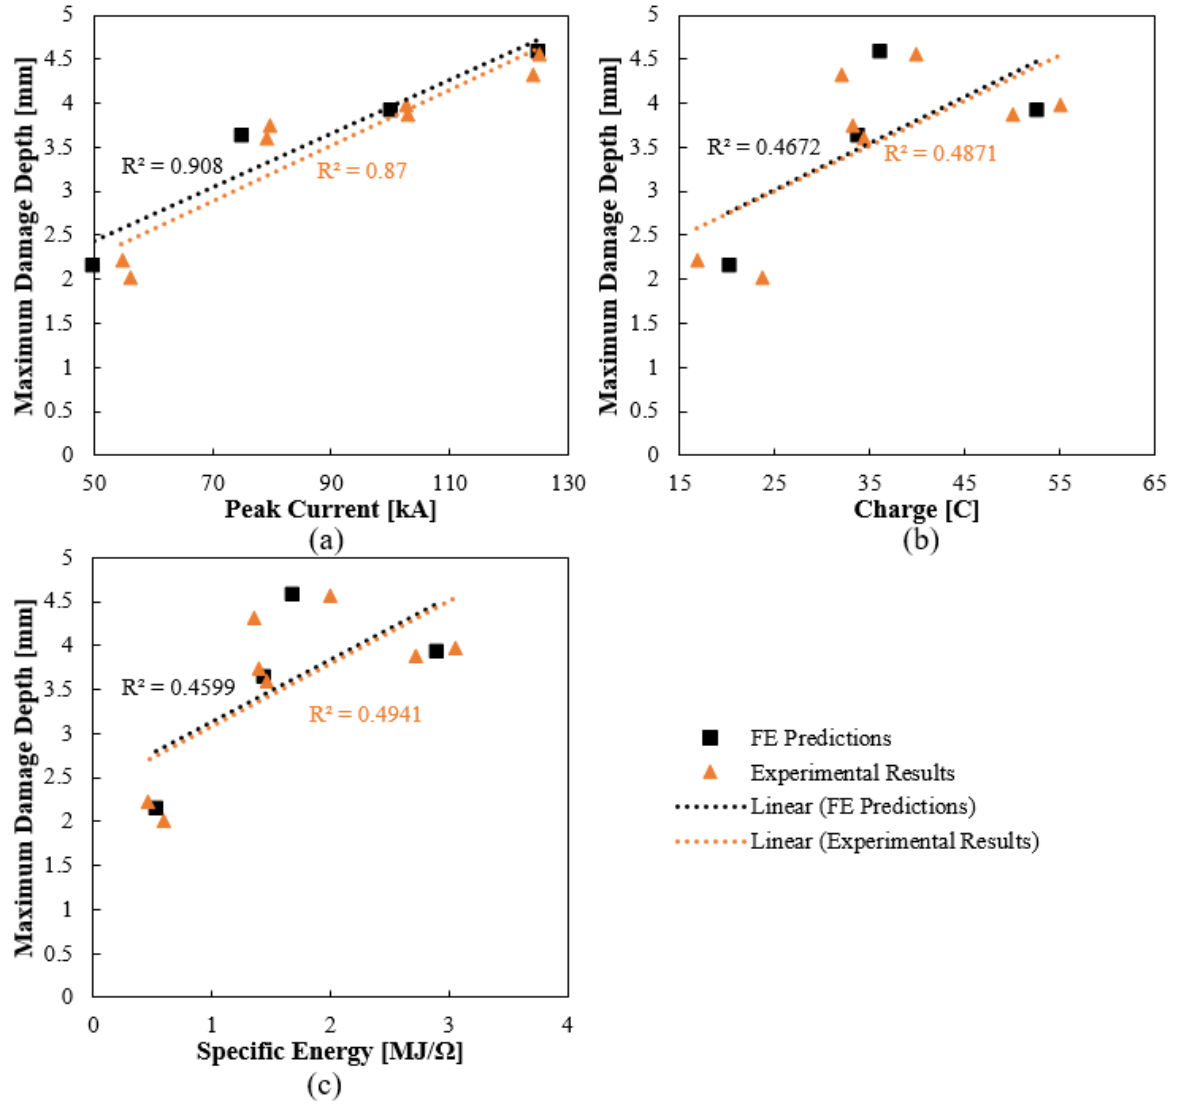 Maximum Damage Depth [mm]
5
4.5
4
3.5
3
2.5
2
1.5
1
0.5
0
R² = 0.908
R² = 0.87
50 70 90 110 130
Peak Current [kA]
(a)
Maximum Damage Depth [mm]
5
4.5
4
3.5
3
2.5
2
1.5
1
0.5
0
R² = 0.4672
R² = 0.4871
15 25 35 45 55 65
Charge [C]
(b)
Maximum Damage Depth [mm]
5
4.5
4
3.5
3
2.5
2
1.5
1
0.5
0
R² = 0.4599
R² = 0.4941
0 1 2 3 4
Specific Energy [MJ/Ω]
(c)
FE Predictions
Experimental Results
Linear (FE Predictions)
Linear (Experimental Results)